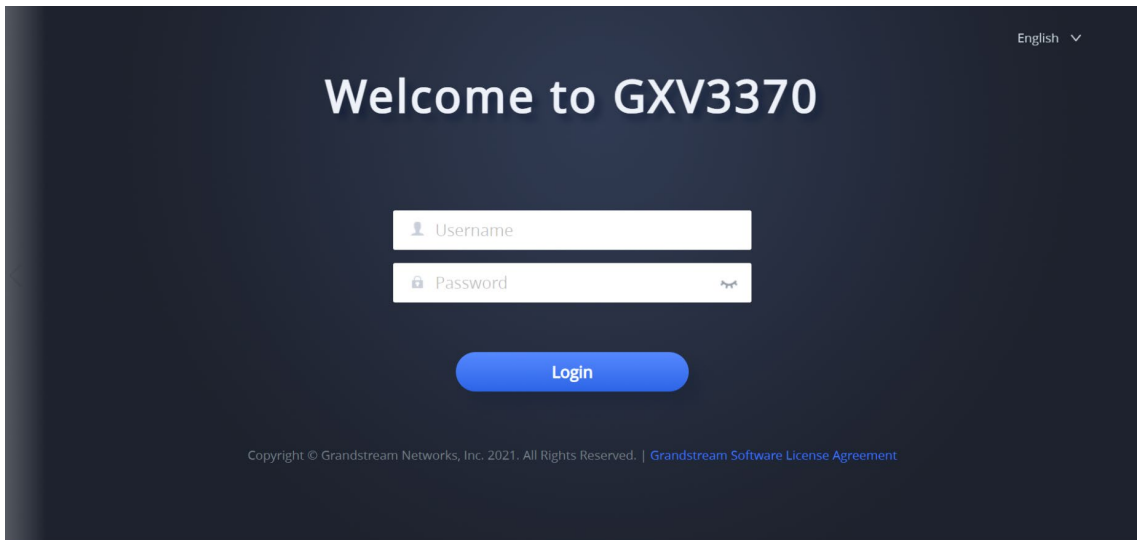 English
Welcome to GXV3370
Username
Password
Login
Copyright © Grandstream Networks, Inc. 2021. All Rights Reserved. | Grandstream Software License Agreement